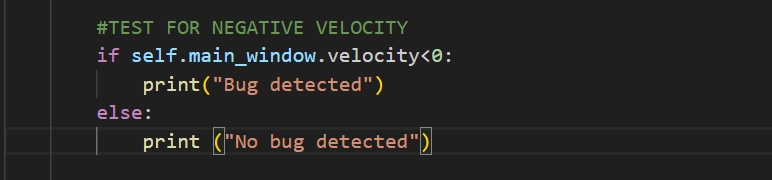 #TEST FOR NEGATIVE VELOCITY
if self.main_window.velocity<0:
print("Bug detected")
else:
print ("No bug detected")